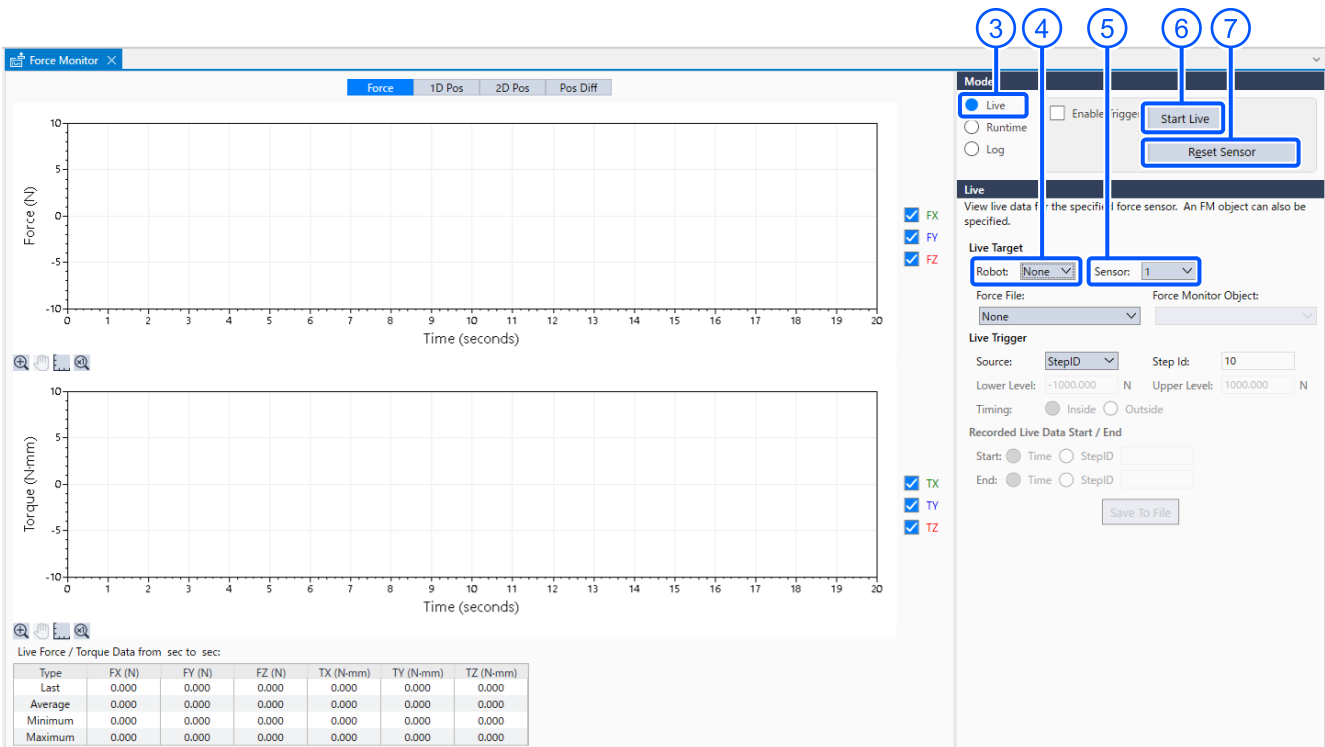 3 4 5 6 7
Force Monitor
Force 1D Pos 2D Pos Pos Diff
10
5
0
-5
-10
Force (N)
0 1 2 3 4 5 6 7 8 9 10 11 12 13 14 15 16 17 18 19 20
Time (seconds)
FX
FY
FZ
10
5
0
-5
-10
Torque (N·mm)
0 1 2 3 4 5 6 7 8 9 10 11 12 13 14 15 16 17 18 19 20
Time (seconds)
TX
TY
TZ
Live Force / Torque Data from sec to sec:
Type FX (N) FY (N) FZ (N) TX (N·mm) TY (N·mm) TZ (N·mm)
Last 0.000 0.000 0.000 0.000 0.000 0.000
Average 0.000 0.000 0.000 0.000 0.000 0.000
Minimum 0.000 0.000 0.000 0.000 0.000 0.000
Maximum 0.000 0.000 0.000 0.000 0.000 0.000
Mode
Live Enable Trigger Start Live
Runtime
Log Reset Sensor
Live
View live data for the specified force sensor. An FM object can also be
specified.
Live Target
Robot: None Sensor: 1
Force File: Force Monitor Object:
None
Live Trigger
Source: StepID Step Id: 10
Lower Level: -1000.000 N Upper Level: 1000.000 N
Timing: Inside Outside
Recorded Live Data Start / End
Start: Time StepID
End: Time StepID
Save To File